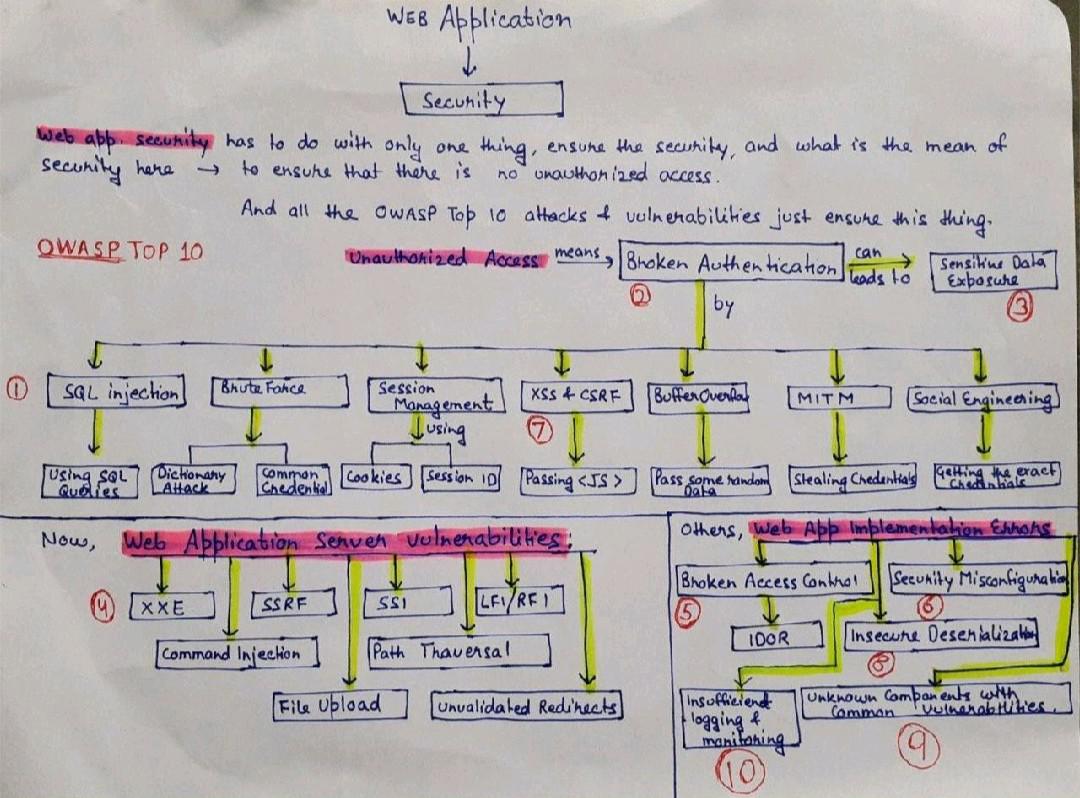 WEB Application
Security
Web app. security has to do with only one thing, ensure the security, and what is the mean of
security here → to ensure that there is no unauthorized access.
And all the OWASP Top 10 attacks & vulnerabilities just ensure this thing.
OWASP TOP 10
Unauthorized Access means → Broken Authentication can leads to → Sensitive Data Exposure
2
by
3
1
SQL injection
Brute Force
Session
Management
XSS & CSRF
Buffer Overflow
MITM
Social Engineering
7
using
Using SQL
Queries
Dictionary
Attack
Common
Credential
Cookies
Session ID
Passing <JS>
Pass some random
Data
Stealing Credentials
Getting the exact
Credentials
Now, Web Application Server vulnerabilities:
4
XXE
SSRF
SSI
LFI/RFI
Command Injection
Path Traversal
File Upload
Unvalidated Redirects
Others, Web App Implementation Errors
Broken Access Control
Security Misconfiguration
5
6
IDOR
Insecure Deserialization
8
Insufficient
logging &
monitoring
Unknown Components with
Common Vulnerabilities.
10
9